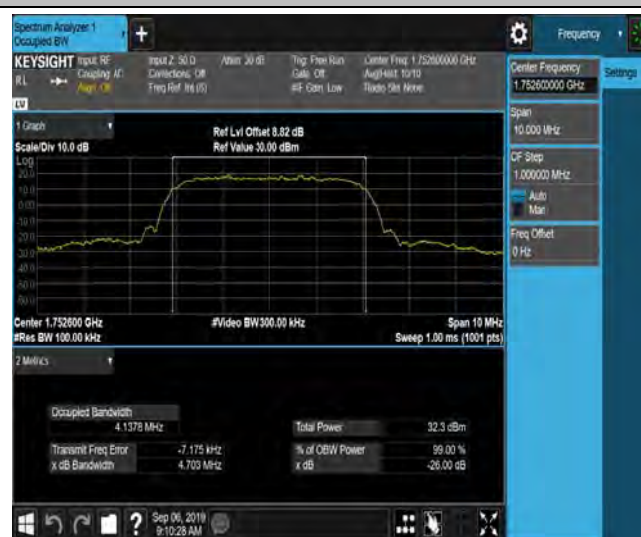 Spectrum Analyzer 1
Occupied BW
Frequency
KEYSIGHT
Input: RF
Input Z: 50 Ω
Atten: 30 dB
Trig: Free Run
Center Freq: 1.752600000 GHz
RL
Coupling: AC
Corrections: Off
Gate: Off
Avg|Hold: 10/10
Align: Off
Freq Ref: Int (S)
#IF Gain: Low
Radio Std: None
LV
Center Frequency
1.752600000 GHz
Settings
Span
10.000 MHz
CF Step
1.000000 MHz
Auto
Man
Freq Offset
0 Hz
1 Graph
Ref Lvl Offset 8.82 dB
Scale/Div 10.0 dB
Ref Value 30.00 dBm
Log
20.0
10.0
0.00
-10.0
-20.0
-30.0
-40.0
-50.0
-60.0
Center 1.752600 GHz
#Video BW 300.00 kHz
Span 10 MHz
#Res BW 100.00 kHz
Sweep 1.00 ms (1001 pts)
2 Metrics
Occupied Bandwidth
4.1378 MHz
Total Power
32.3 dBm
Transmit Freq Error
-7.175 kHz
% of OBW Power
99.00 %
x dB Bandwidth
4.703 MHz
x dB
-26.00 dB
?
Sep 06, 2019
9:10:28 AM